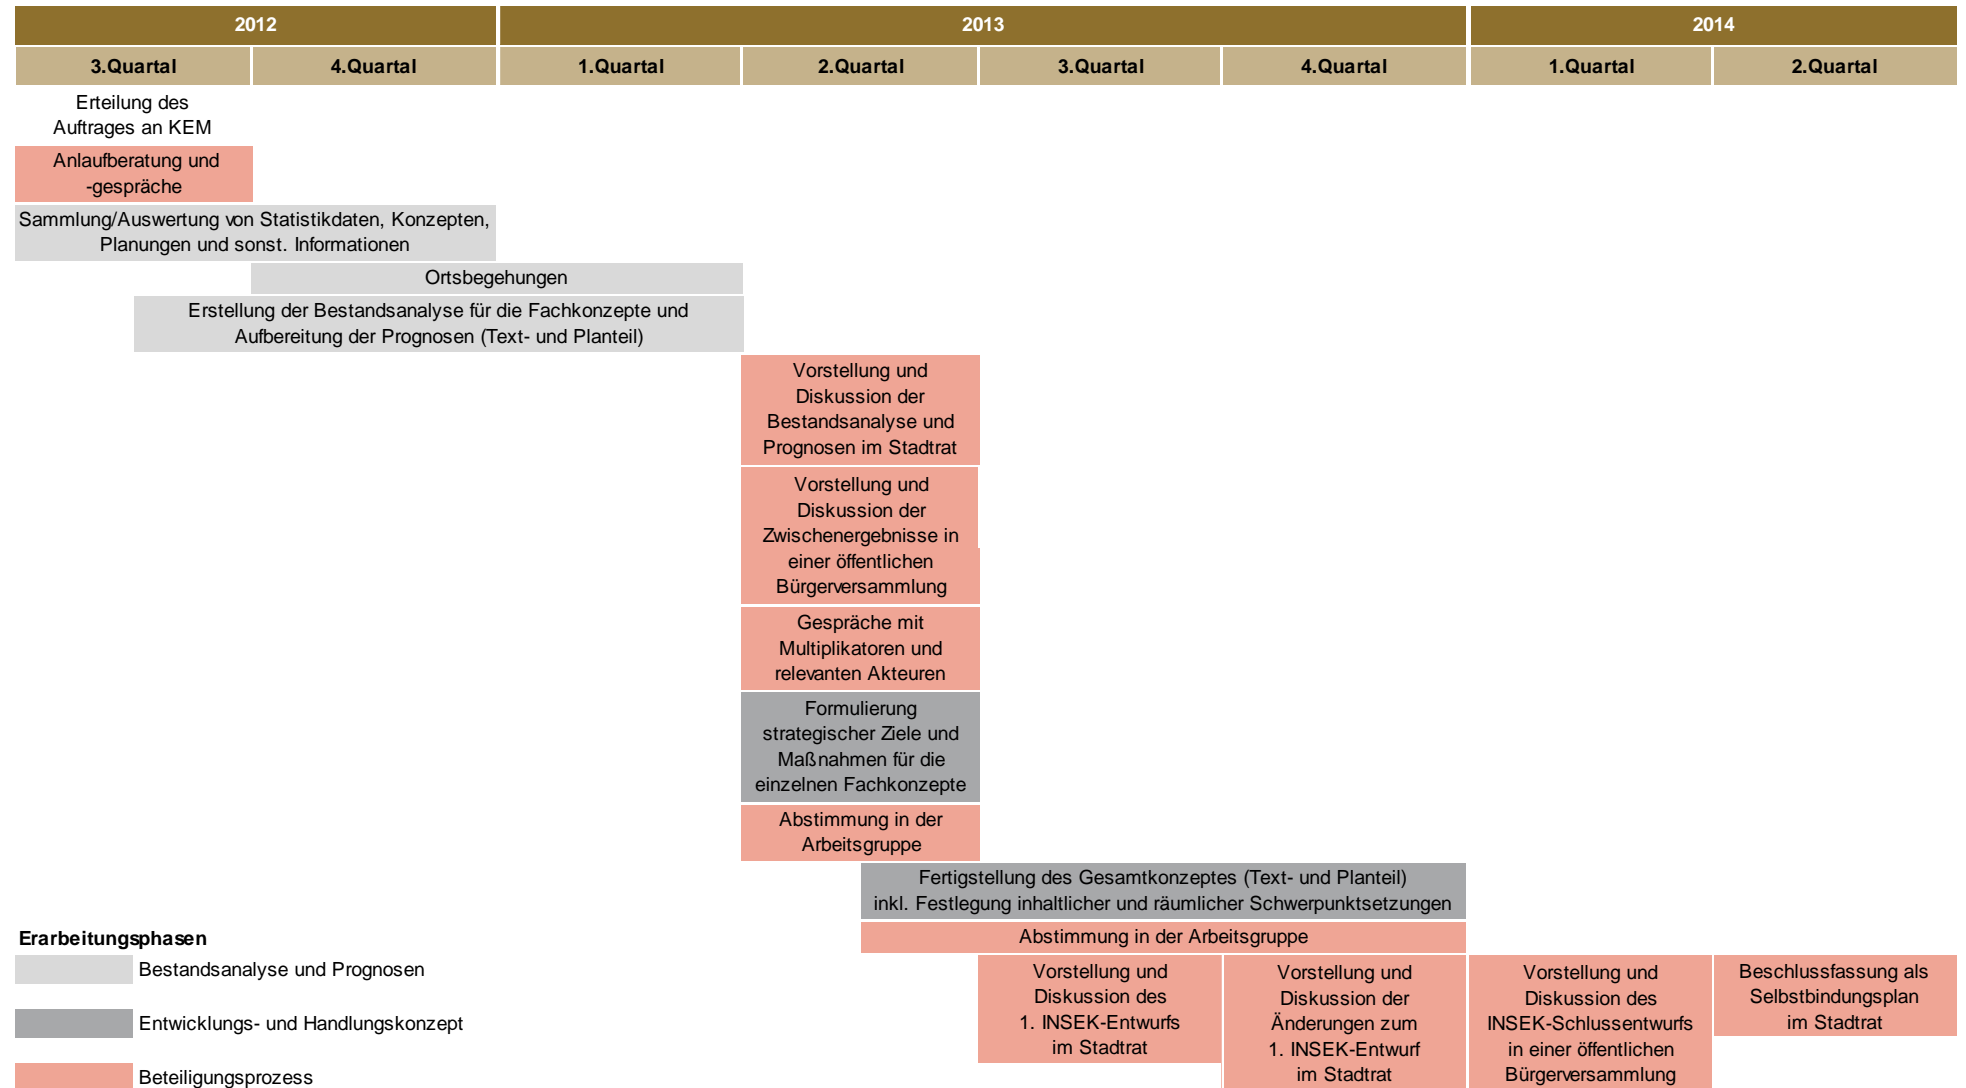 2012
2013
2014
3.Quartal
4.Quartal
1.Quartal
2.Quartal
3.Quartal
4.Quartal
1.Quartal
2.Quartal
Erteilung des
Auftrages an KEM
Anlaufberatung und
-gespräche
Sammlung/Auswertung von Statistikdaten, Konzepten,
Planungen und sonst. Informationen
Ortsbegehungen
Erstellung der Bestandsanalyse für die Fachkonzepte und
Aufbereitung der Prognosen (Text- und Planteil)
Vorstellung und
Diskussion der
Bestandsanalyse und
Prognosen im Stadtrat
Vorstellung und
Diskussion der
Zwischenergebnisse in
einer öffentlichen
Bürgerversammlung
Gespräche mit
Multiplikatoren und
relevanten Akteuren
Formulierung
strategischer Ziele und
Maßnahmen für die
einzelnen Fachkonzepte
Abstimmung in der
Arbeitsgruppe
Fertigstellung des Gesamtkonzeptes (Text- und Planteil)
inkl. Festlegung inhaltlicher und räumlicher Schwerpunktsetzungen
Abstimmung in der Arbeitsgruppe
Vorstellung und
Diskussion des
1. INSEK-Entwurfs
im Stadtrat
Vorstellung und
Diskussion der
Änderungen zum
1. INSEK-Entwurf
im Stadtrat
Vorstellung und
Diskussion des
INSEK-Schlussentwurfs
in einer öffentlichen
Bürgerversammlung
Beschlussfassung als
Selbstbindungsplan
im Stadtrat
Erarbeitungsphasen
Bestandsanalyse und Prognosen
Entwicklungs- und Handlungskonzept
Beteiligungsprozess